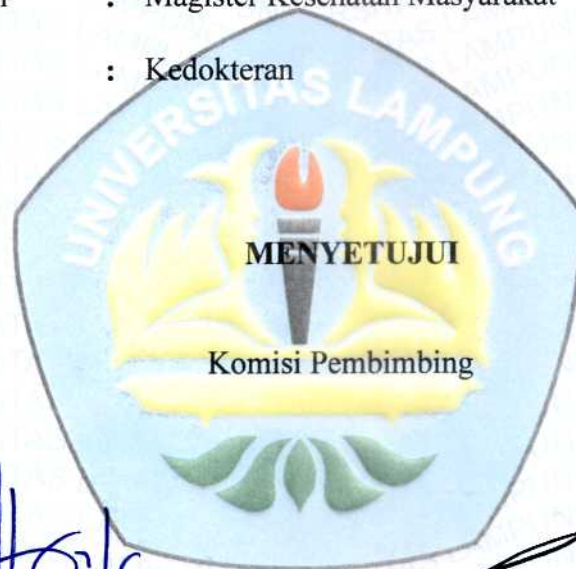 : Magister Kesehatan Masyarakat
: Kedokteran
UNIVERSITAS LAMPUNG
MENYETUJUI
Komisi Pembimbing